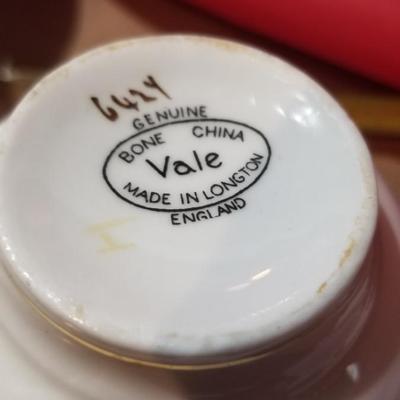 6424
GENUINE
BONE CHINA
Vale
MADE IN LONGTON
ENGLAND
I